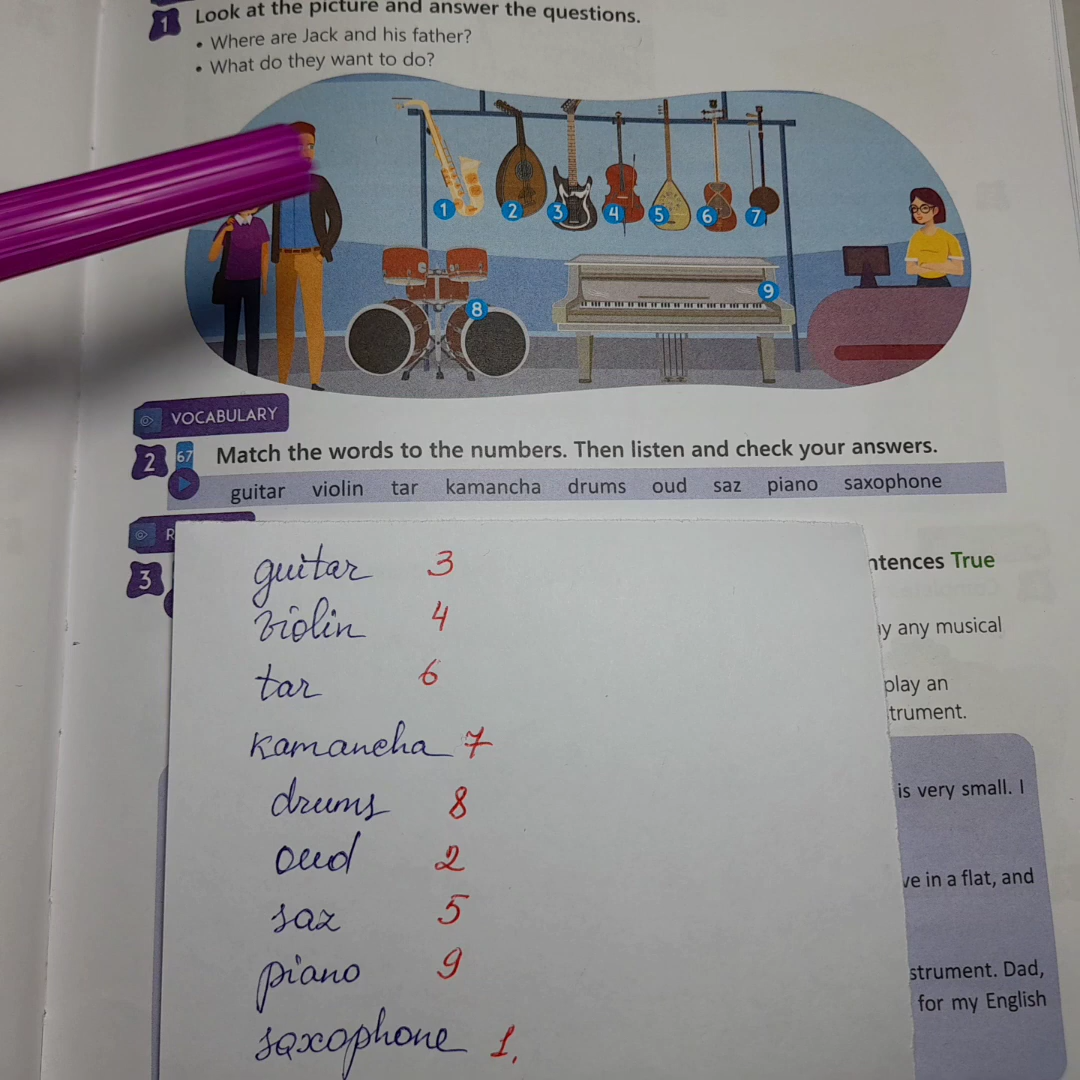 1 Look at the picture and answer the questions.
• Where are Jack and his father?
• What do they want to do?
1 2 3 4 5 6 7
8 9
VOCABULARY
2 67 Match the words to the numbers. Then listen and check your answers.
guitar violin tar kamancha drums oud saz piano saxophone
R
3 ntences True
guitar 3
violin 4
y any musical
tar 6
play an
trument.
kamancha 7
is very small. I
drums 8
oud 2
ve in a flat, and
saz 5
piano 9
strument. Dad,
for my English
saxophone 1.